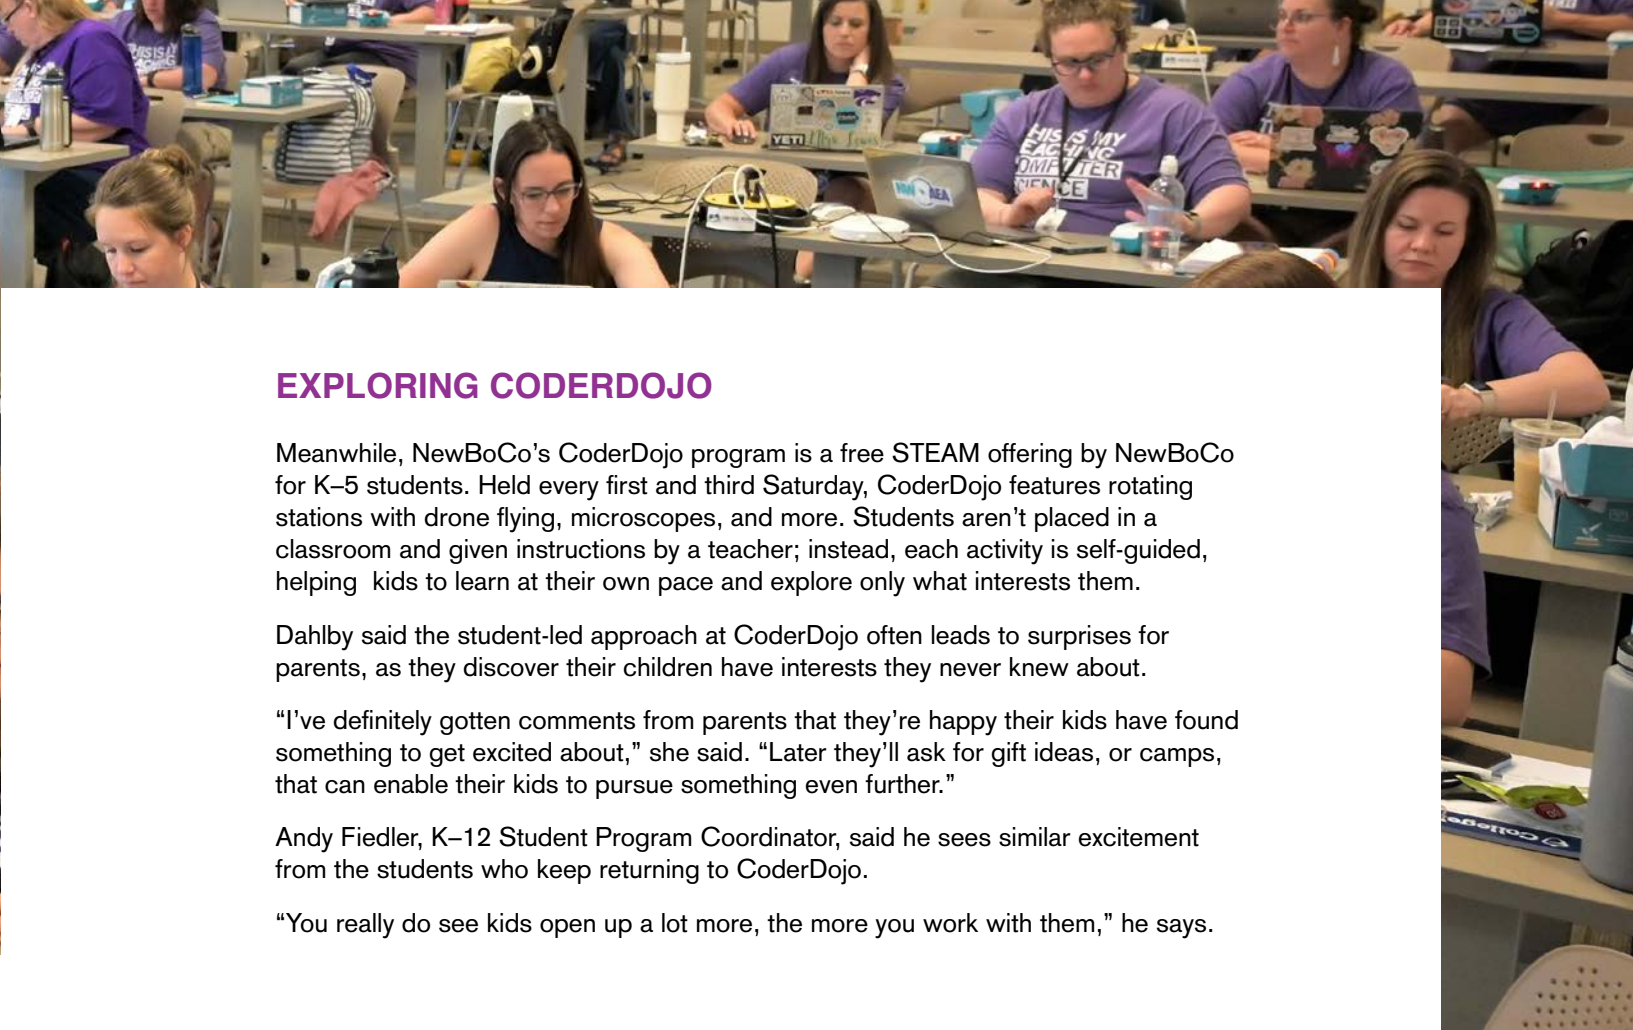 THIS IS MY
TEACHING
COMPUTER
SCIENCE
YETI
AEA
College
EXPLORING CODERDOJO
Meanwhile, NewBoCo’s CoderDojo program is a free STEAM offering by NewBoCo
for K–5 students. Held every first and third Saturday, CoderDojo features rotating
stations with drone flying, microscopes, and more. Students aren’t placed in a
classroom and given instructions by a teacher; instead, each activity is self-guided,
helping  kids to learn at their own pace and explore only what interests them.
Dahlby said the student-led approach at CoderDojo often leads to surprises for
parents, as they discover their children have interests they never knew about.
“I’ve definitely gotten comments from parents that they’re happy their kids have found
something to get excited about,” she said. “Later they’ll ask for gift ideas, or camps,
that can enable their kids to pursue something even further.”
Andy Fiedler, K–12 Student Program Coordinator, said he sees similar excitement
from the students who keep returning to CoderDojo.
“You really do see kids open up a lot more, the more you work with them,” he says.